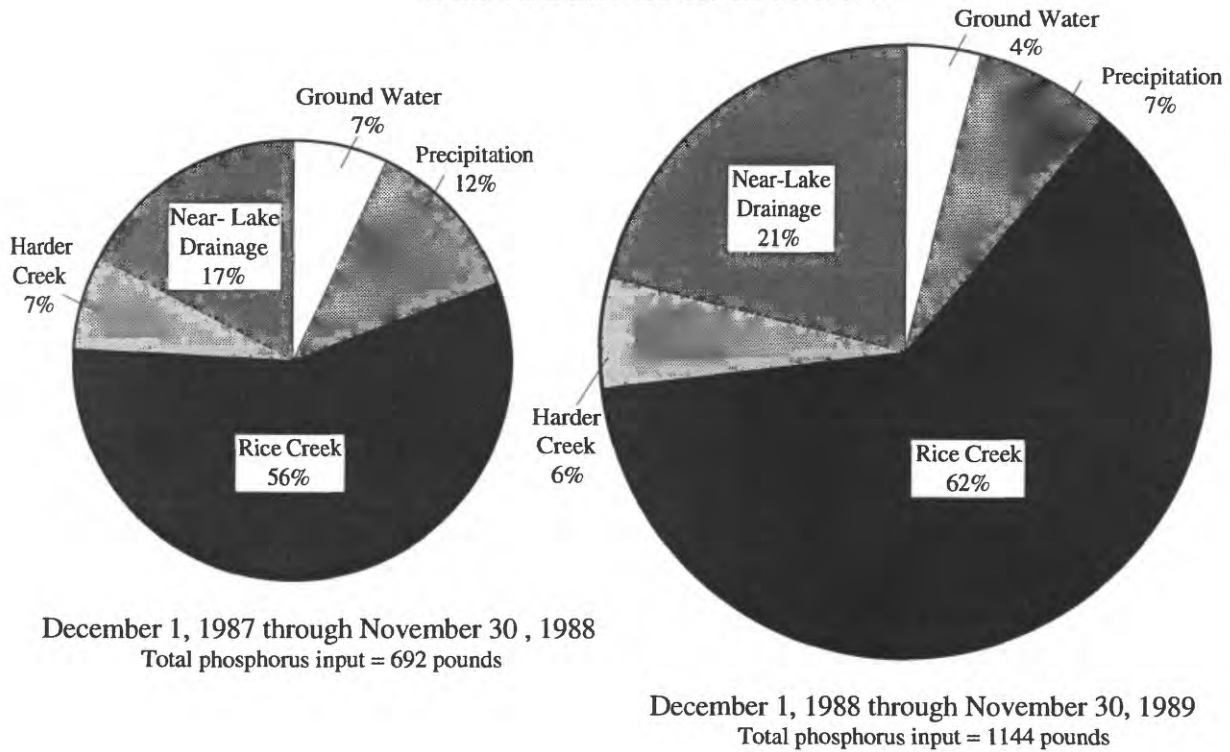 Ground Water
7%
Precipitation
12%
Near- Lake
Drainage
17%
Harder
Creek
7%
Rice Creek
56%
December 1, 1987 through November 30 , 1988
Total phosphorus input = 692 pounds
Ground Water
4%
Precipitation
7%
Near-Lake
Drainage
21%
Harder
Creek
6%
Rice Creek
62%
December 1, 1988 through November 30, 1989
Total phosphorus input = 1144 pounds